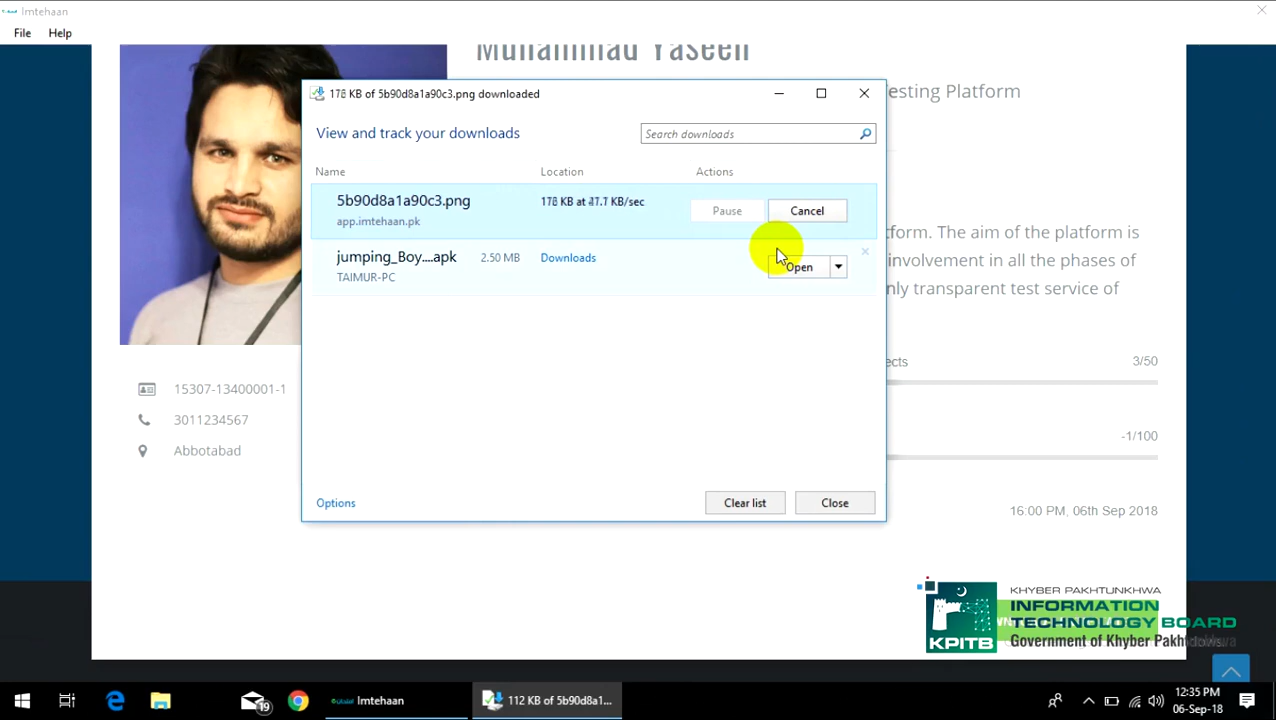 Imtehaan
File Help
Muhammad Yaseen
esting Platform
178 KB of 5b90d8a1a90c3.png downloaded
View and track your downloads
Search downloads
Name Location Actions
5b90d8a1a90c3.png 178 KB at 47.1 KB/sec Pause Cancel
app.imtehaan.pk
jumping_Boy....apk 2.50 MB Downloads Open
TAIMUR-PC
form. The aim of the platform is
involvement in all the phases of
nly transparent test service of
ects 3/50
15307-13400001-1
3011234567
-1/100
Abbotabad
Options Clear list Close
16:00 PM, 06th Sep 2018
KHYBER PAKHTUNKHWA
INFORMATION
TECHNOLOGY BOARD
KPITB Government of Khyber Pakhtunkhwa
Imtehaan 112 KB of 5b90d8a1...
19
12:35 PM
06-Sep-18